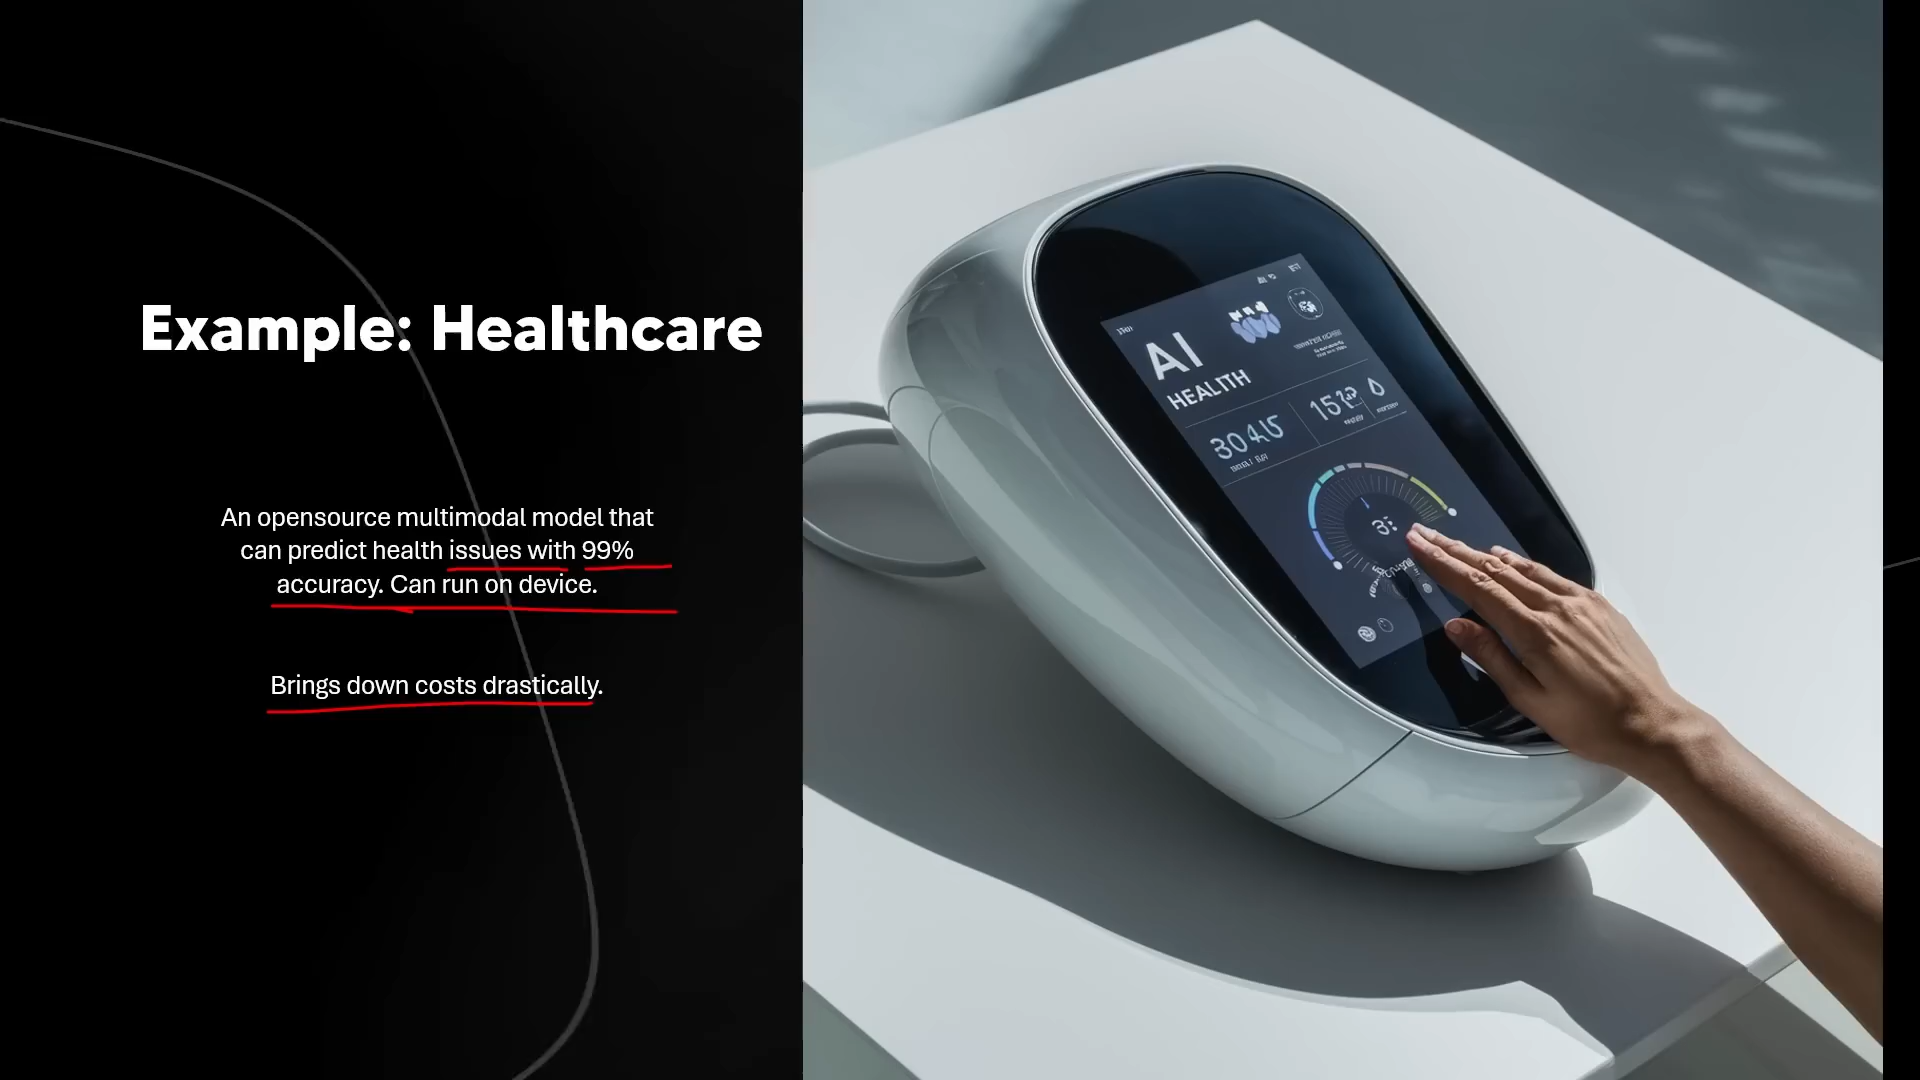 Example: Healthcare
An opensource multimodal model that
can predict health issues with 99%
accuracy. Can run on device.
Brings down costs drastically.
AI
HEALTH